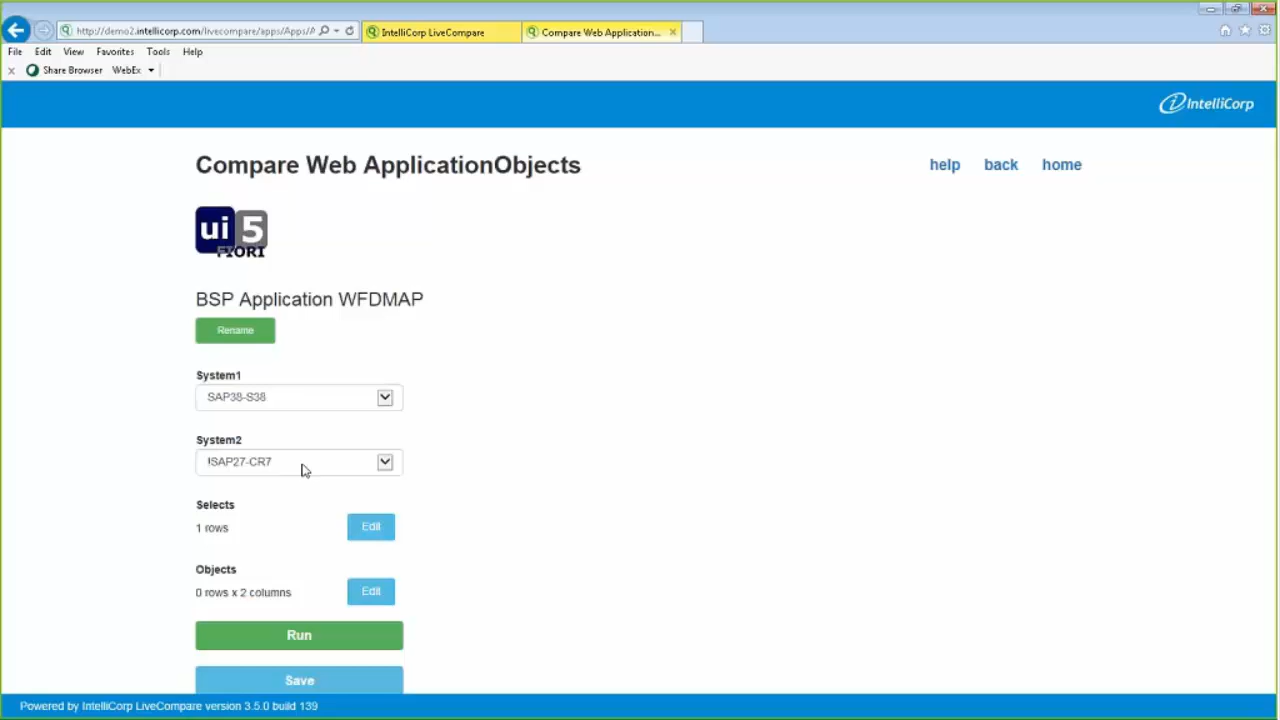 http://demo2.intellicorp.com/livecompare/apps/Apps/A
IntelliCorp LiveCompare
Compare Web Application...
File Edit View Favorites Tools Help
Share Browser WebEx
IntelliCorp
Compare Web ApplicationObjects
help back home
ui5
FIORI
BSP Application WFDMAP
Rename
System1
SAP38-S38
System2
!SAP27-CR7
Selects
1 rows
Edit
Objects
0 rows x 2 columns
Edit
Run
Save
Powered by IntelliCorp LiveCompare version 3.5.0 build 139